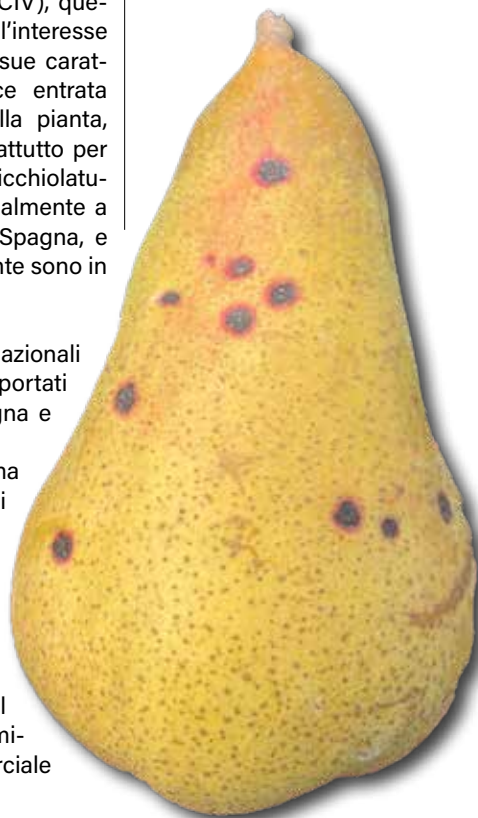 CIV), que-
l’interesse
sue carat-
ce entrata
lla pianta,
attutto per
icchiolatu-
almente a
Spagna, e
nte sono in
azionali
portati
gna e
na
i
l
mi-
rciale